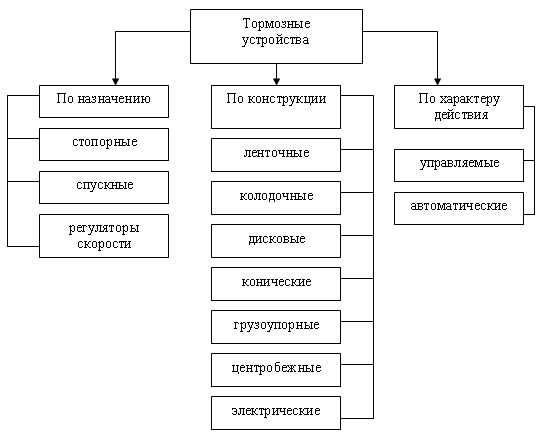 Тормозные
устройства
По назначению
стопорные
спускные
регуляторы
скорости
По конструкции
ленточные
колодочные
дисковые
конические
грузоупорные
центробежные
электрические
По характеру
действия
управляемые
автоматические